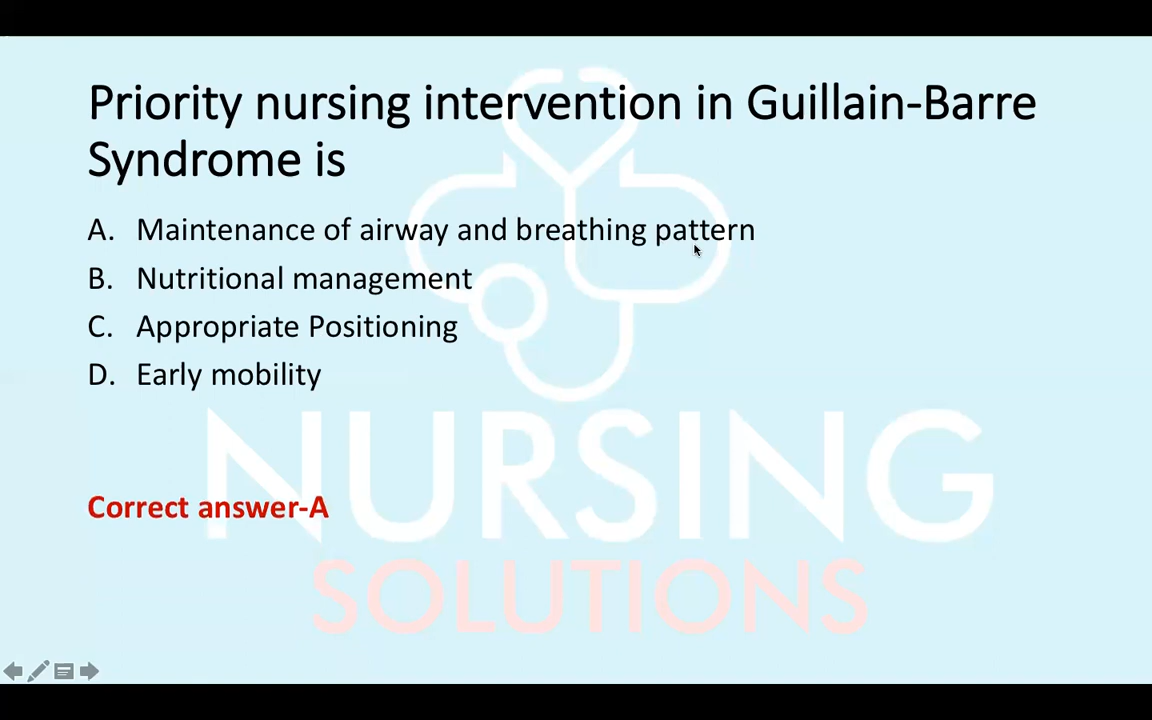 Priority nursing intervention in Guillain-Barre
Syndrome is
A. Maintenance of airway and breathing pattern
B. Nutritional management
C. Appropriate Positioning
D. Early mobility
NURSING
Correct answer-A
SOLUTIONS